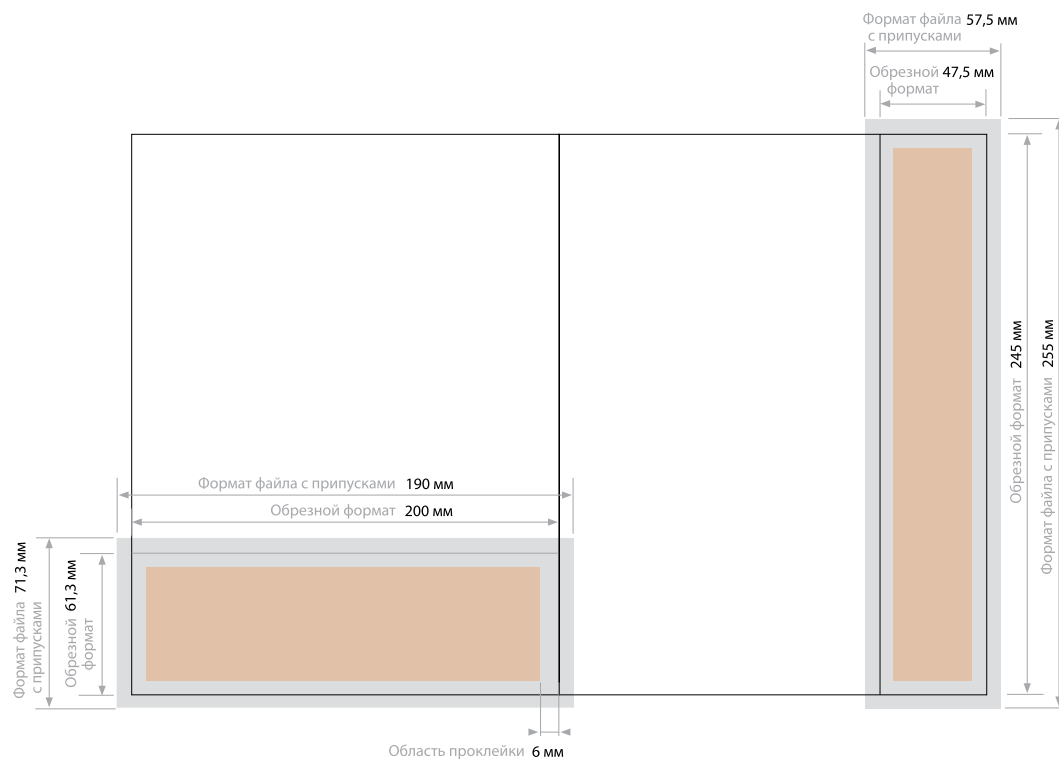 Формат файла 57,5 мм
с припусками
Обрезной 47,5 мм
формат
Обрезной формат 245 мм
Формат файла с припусками 255 мм
Формат файла с припусками 190 мм
Обрезной формат 200 мм
Формат файла 71,3 мм
с припусками
Обрезной 61,3 мм
формат
Область проклейки 6 мм